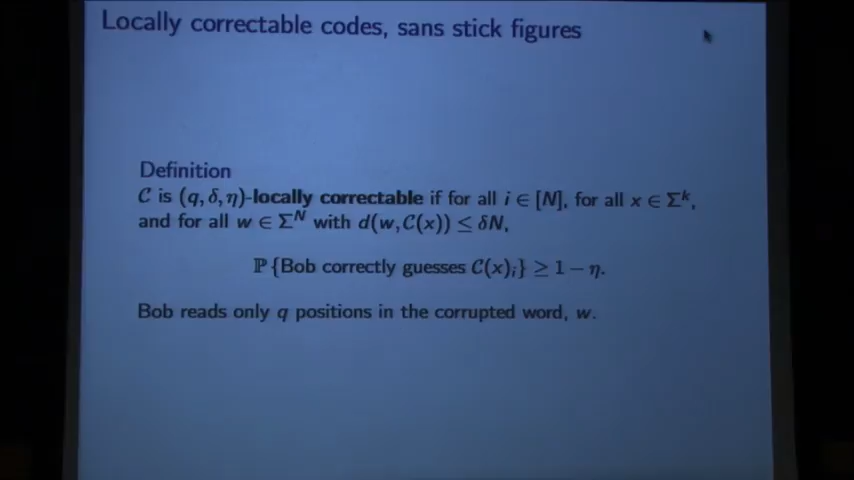 Locally correctable codes, sans stick figures
Definition
C is (q, δ, η)-locally correctable if for all i ∈ [N], for all x ∈ Σ^k,
and for all w ∈ Σ^N with d(w, C(x)) ≤ δN,
ℙ {Bob correctly guesses C(x)_i} ≥ 1 − η.
Bob reads only q positions in the corrupted word, w.